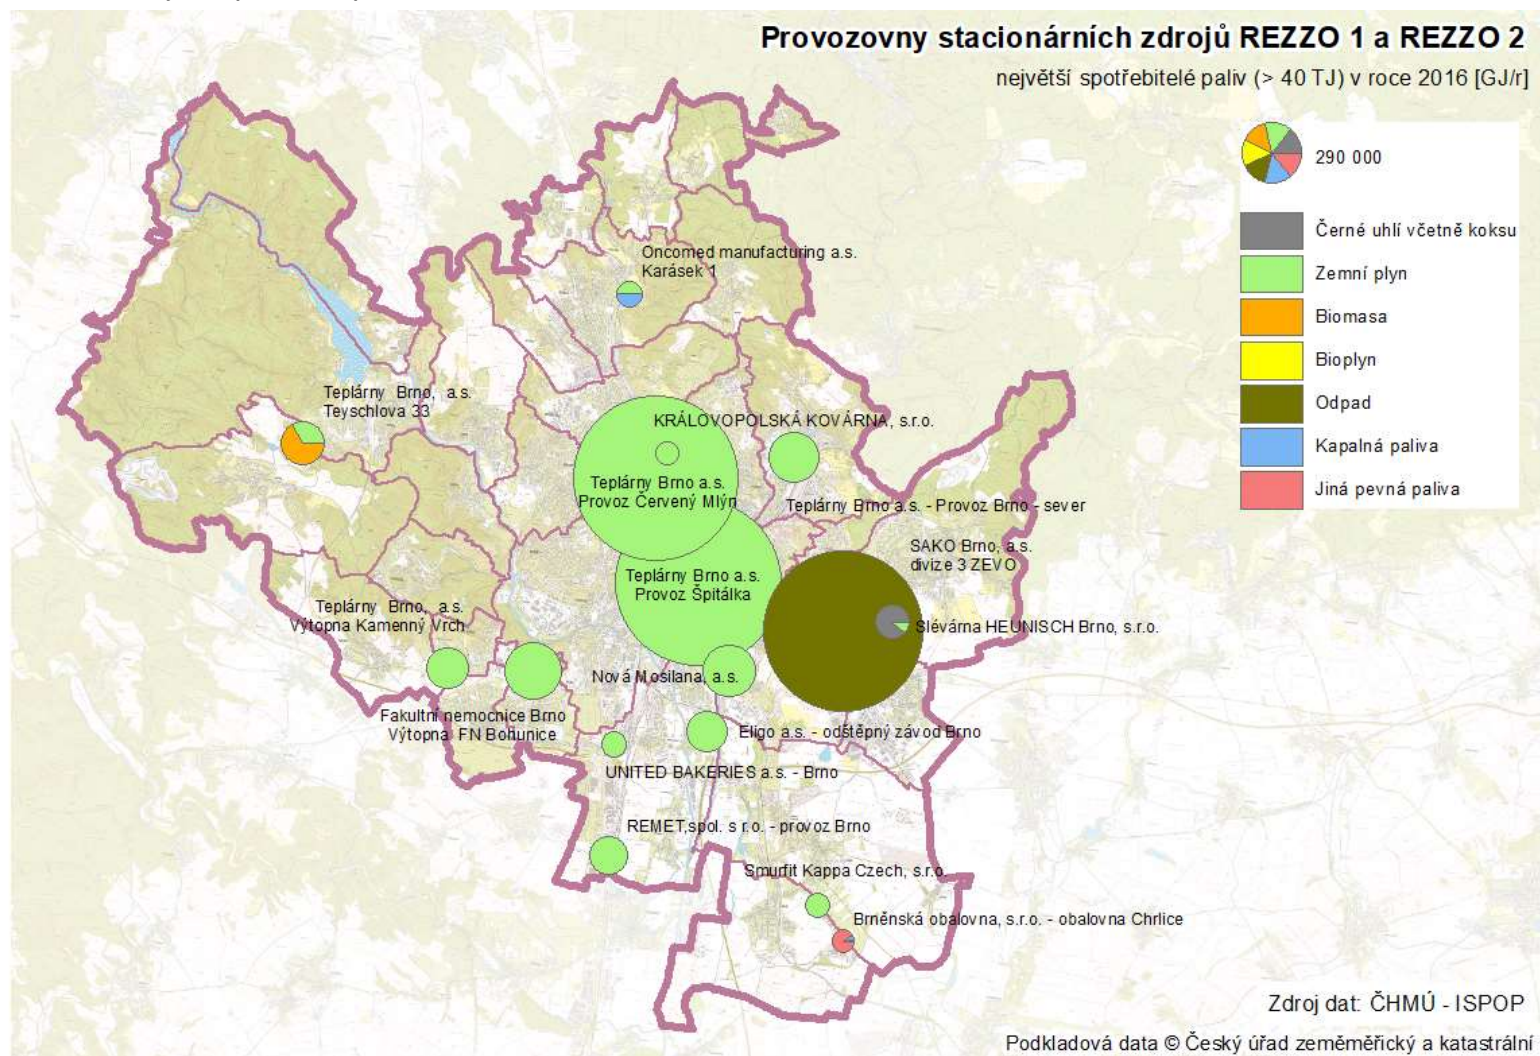 Provozovny stacionárních zdrojů REZZO 1 a REZZO 2
největší spotřebitelé paliv (> 40 TJ) v roce 2016 [GJ/r]
290 000
Černé uhlí včetně koksu
Zemní plyn
Biomasa
Bioplyn
Odpad
Kapalná paliva
Jiná pevná paliva
Oncomed manufacturing a.s.
Karásek 1
Teplárny Brno, a.s.
Teyschlova 33
KRÁLOVOPOLSKÁ KOVÁRNA, s.r.o.
Teplárny Brno a.s.
Provoz Červený Mlýn
Teplárny Brno a.s. - Provoz Brno - sever
SAKO Brno, a.s.
divize 3 ZEVO
Teplárny Brno a.s.
Provoz Špitálka
Teplárny Brno, a.s.
Výtopna Kamenný Vrch
Slévárna HEUNISCH Brno, s.r.o.
Nová Mosilana, a.s.
Fakultní nemocnice Brno
Výtopna FN Bohunice
Eligo a.s. - odštěpný závod Brno
UNITED BAKERIES a.s. - Brno
REMET,spol. s r.o. - provoz Brno
Smurfit Kappa Czech, s.r.o.
Brněnská obalovna, s.r.o. - obalovna Chrlice
Zdroj dat: ČHMÚ - ISPOP
Podkladová data © Český úřad zeměměřický a katastrální